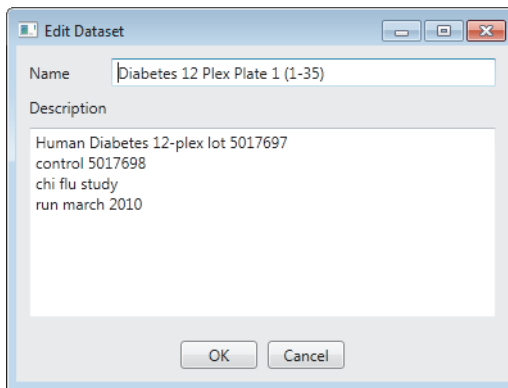 Edit Dataset
Name Diabetes 12 Plex Plate 1 (1-35)
Description
Human Diabetes 12-plex lot 5017697
control 5017698
chi flu study
run march 2010
OK Cancel